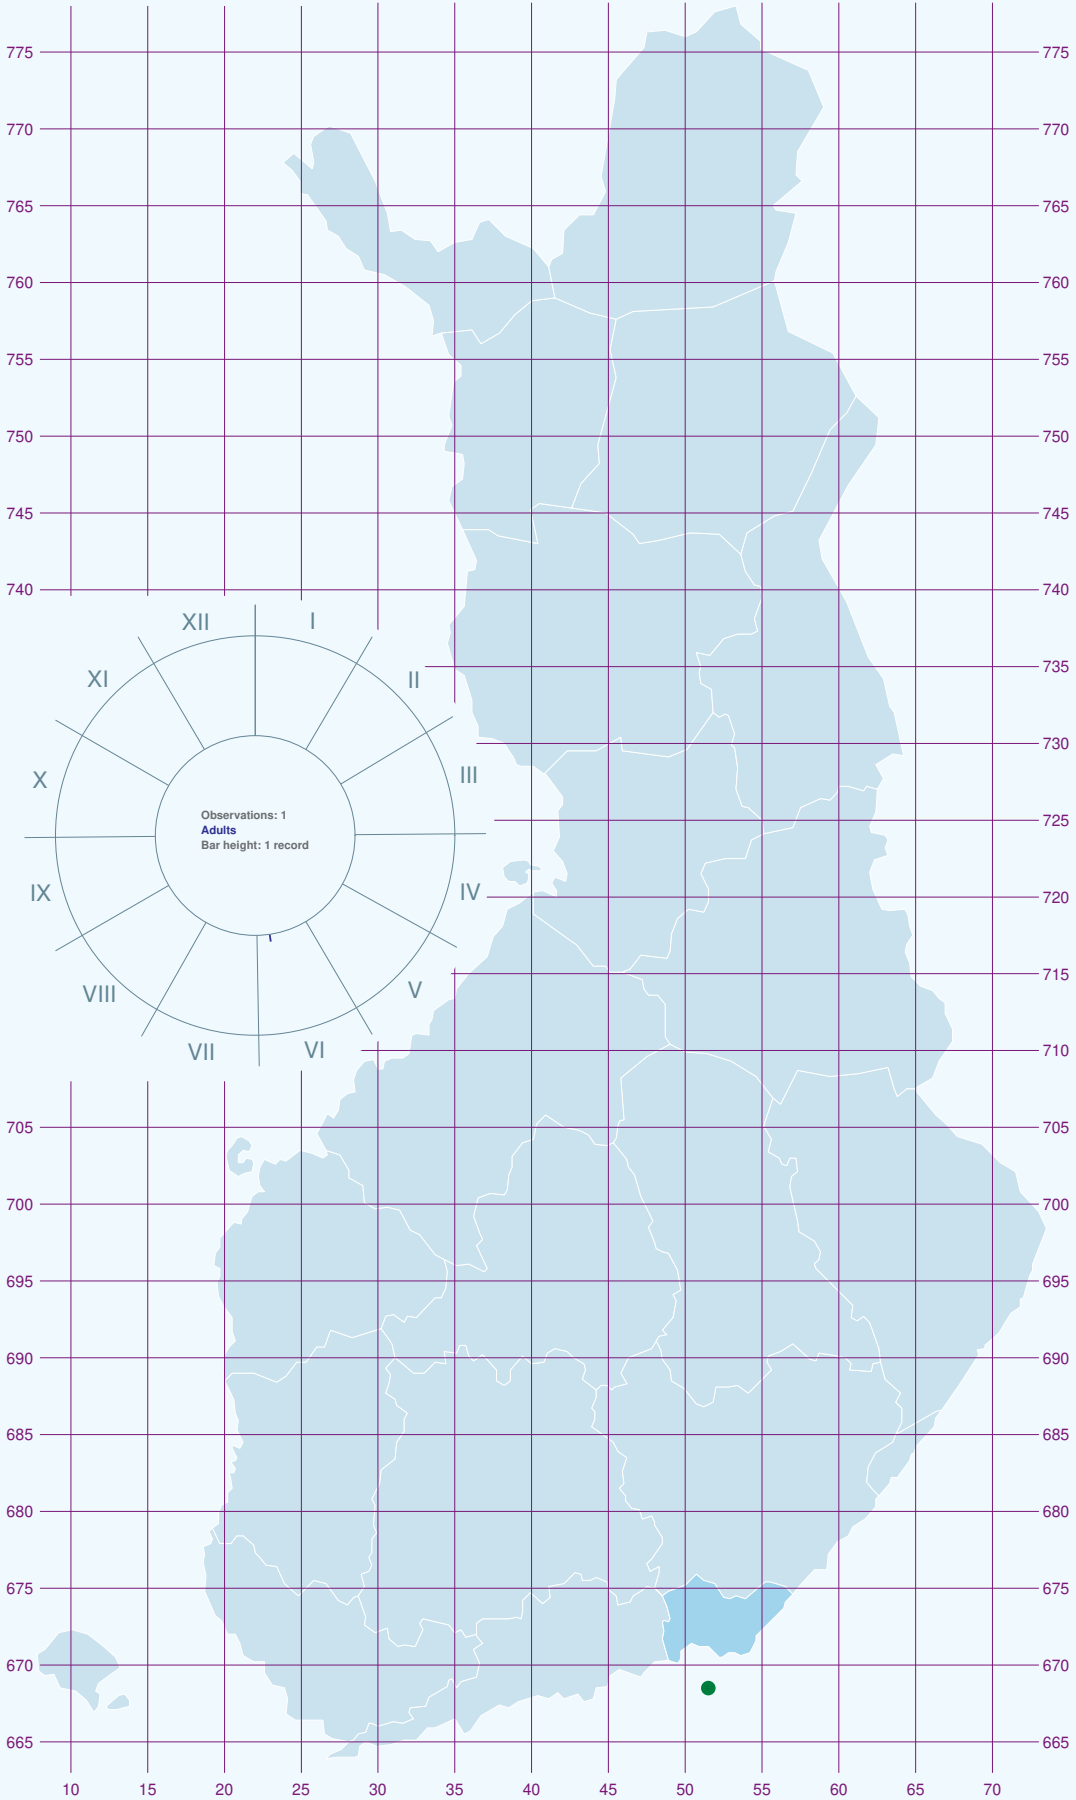 775 775
770 770
765 765
760 760
755 755
750 750
745 745
740 740
XII I
735
XI II
730
X III
Observations: 1
725
Adults
Bar height: 1 record
IX IV
720
715
VIII V
VII VI
710
705 705
700 700
695 695
690 690
685 685
680 680
675 675
670 670
665 665
10 15 20 25 30 35 40 45 50 55 60 65 70